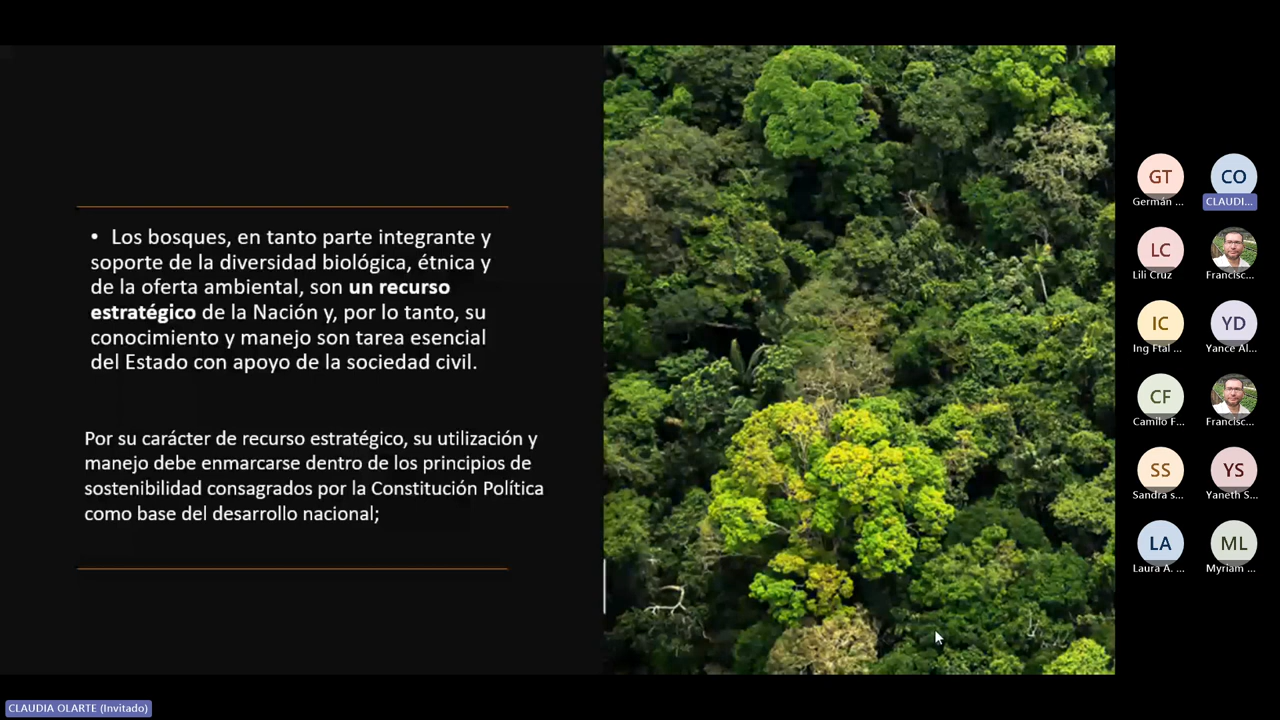 • Los bosques, en tanto parte integrante y
soporte de la diversidad biológica, étnica y
de la oferta ambiental, son un recurso
estratégico de la Nación y, por lo tanto, su
conocimiento y manejo son tarea esencial
del Estado con apoyo de la sociedad civil.
Por su carácter de recurso estratégico, su utilización y
manejo debe enmarcarse dentro de los principios de
sostenibilidad consagrados por la Constitución Política
como base del desarrollo nacional;
GT
Germán ...
CO
CLAUDI...
LC
Lili Cruz
Francisc...
IC
Ing Ftal ...
YD
Yance Al...
CF
Camilo F...
Francisc...
SS
Sandra s...
YS
Yaneth S...
LA
Laura A. ...
ML
Myriam ...
CLAUDIA OLARTE (Invitado)